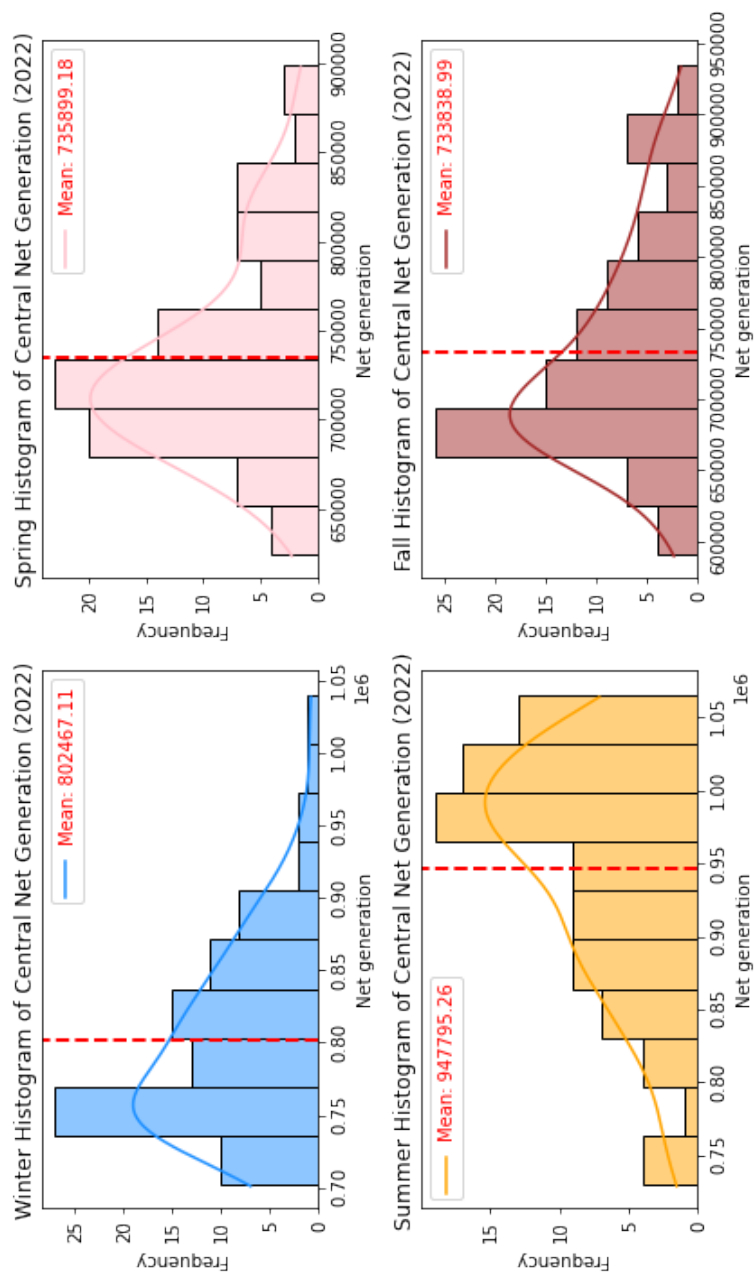 Winter Histogram of Central Net Generation (2022)
Mean: 802467.11
Frequency
25
20
15
10
5
0
0.70 0.75 0.80 0.85 0.90 0.95 1.00 1.05
1e6
Net generation
Spring Histogram of Central Net Generation (2022)
Mean: 735899.18
Frequency
20
15
10
5
0
650000 700000 750000 800000 850000 900000
Net generation
Summer Histogram of Central Net Generation (2022)
Mean: 947795.26
Frequency
15
10
5
0
0.75 0.80 0.85 0.90 0.95 1.00 1.05
1e6
Net generation
Fall Histogram of Central Net Generation (2022)
Mean: 733838.99
Frequency
25
20
15
10
5
0
600000 650000 700000 750000 800000 850000 900000 950000
Net generation